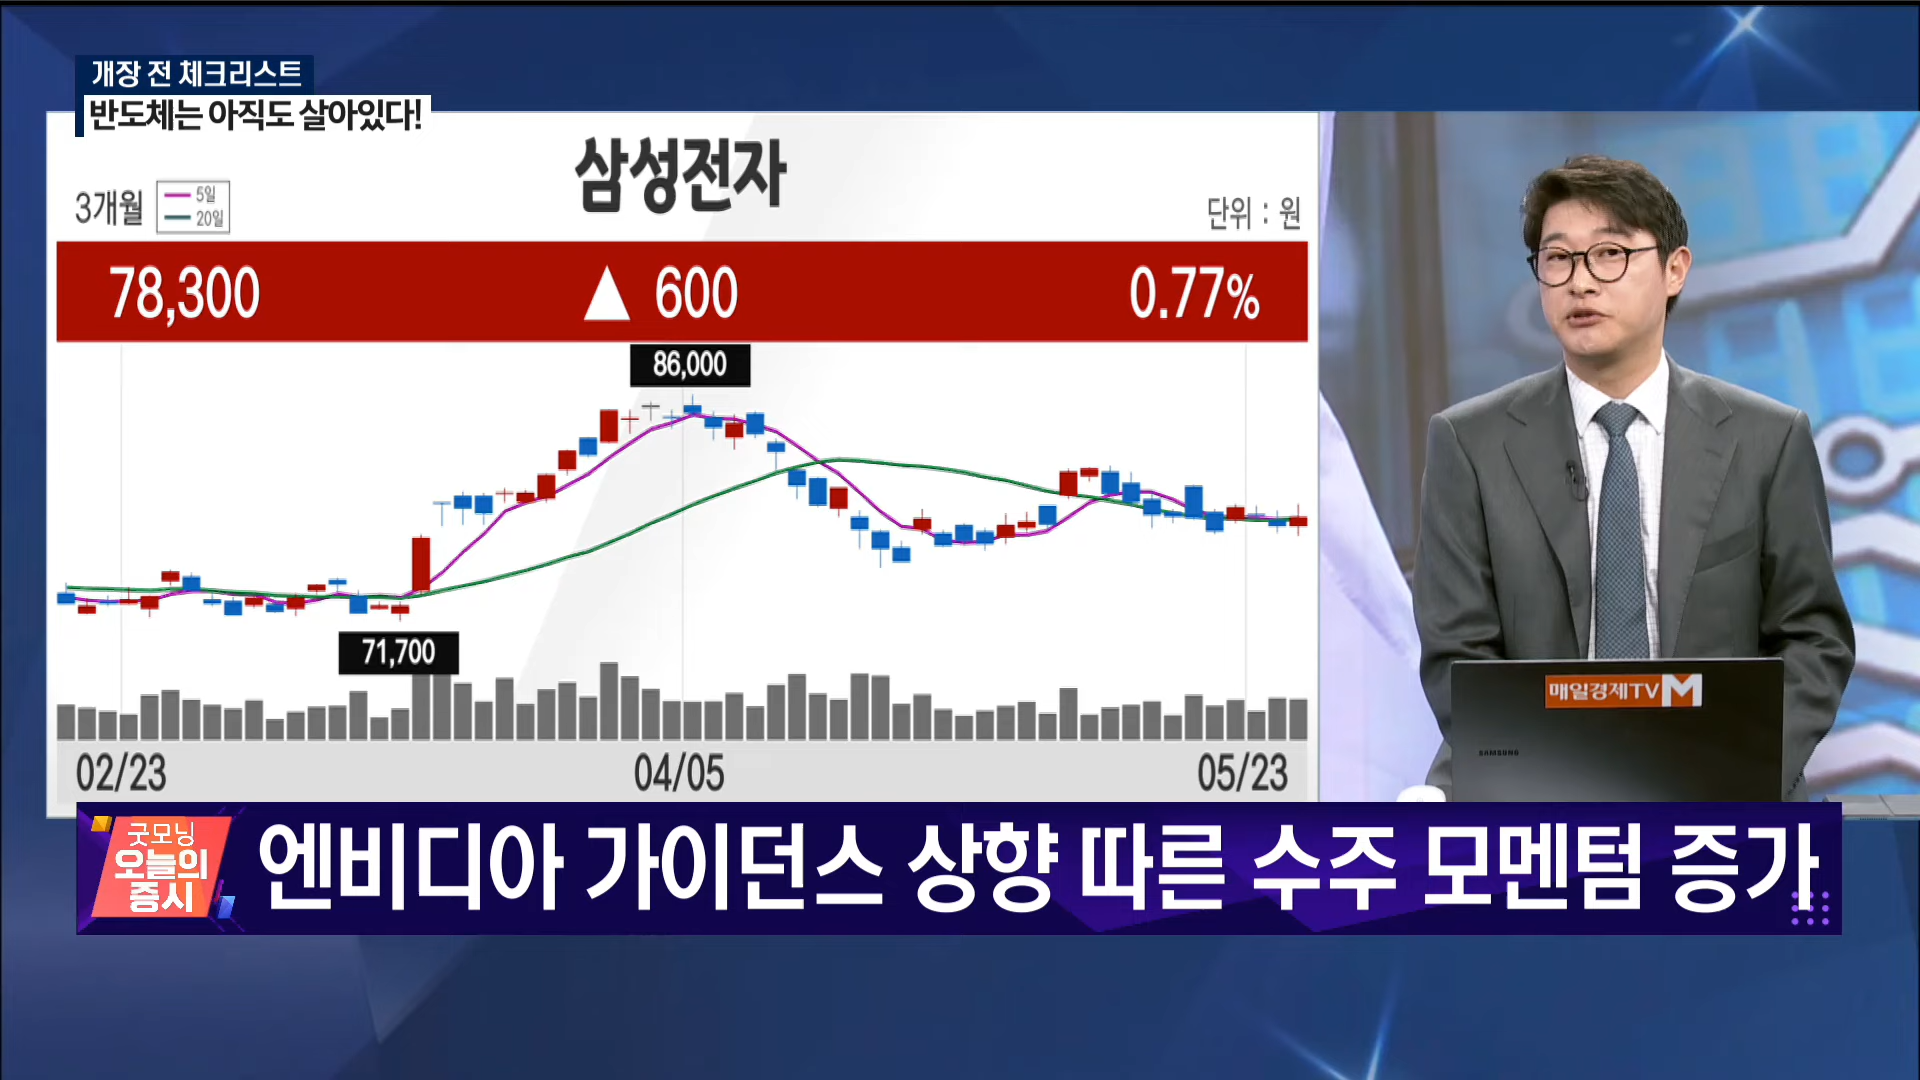 개장 전 체크리스트
반도체는 아직도 살아있다!
삼성전자
3개월
5일
20일
단위 : 원
78,300 ▲ 600 0.77%
86,000
71,700
02/23 04/05 05/23
매일경제TV M
SAMSUNG
굿모닝
오늘의
증시
엔비디아 가이던스 상향 따른 수주 모멘텀 증가